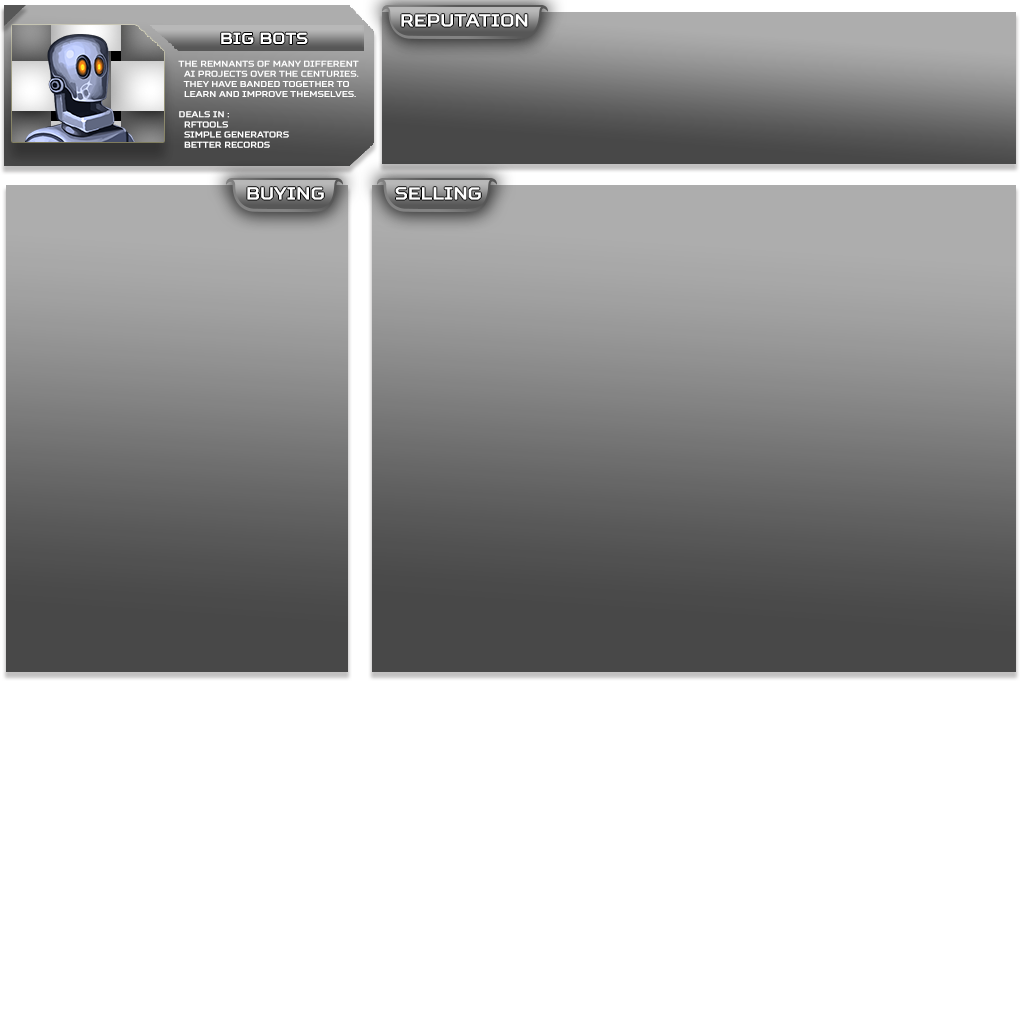 BIG BOTS
THE REMNANTS OF MANY DIFFERENT
AI PROJECTS OVER THE CENTURIES.
THEY HAVE BANDED TOGETHER TO
LEARN AND IMPROVE THEMSELVES.
DEALS IN :
RFTOOLS
SIMPLE GENERATORS
BETTER RECORDS
REPUTATION
BUYING
SELLING